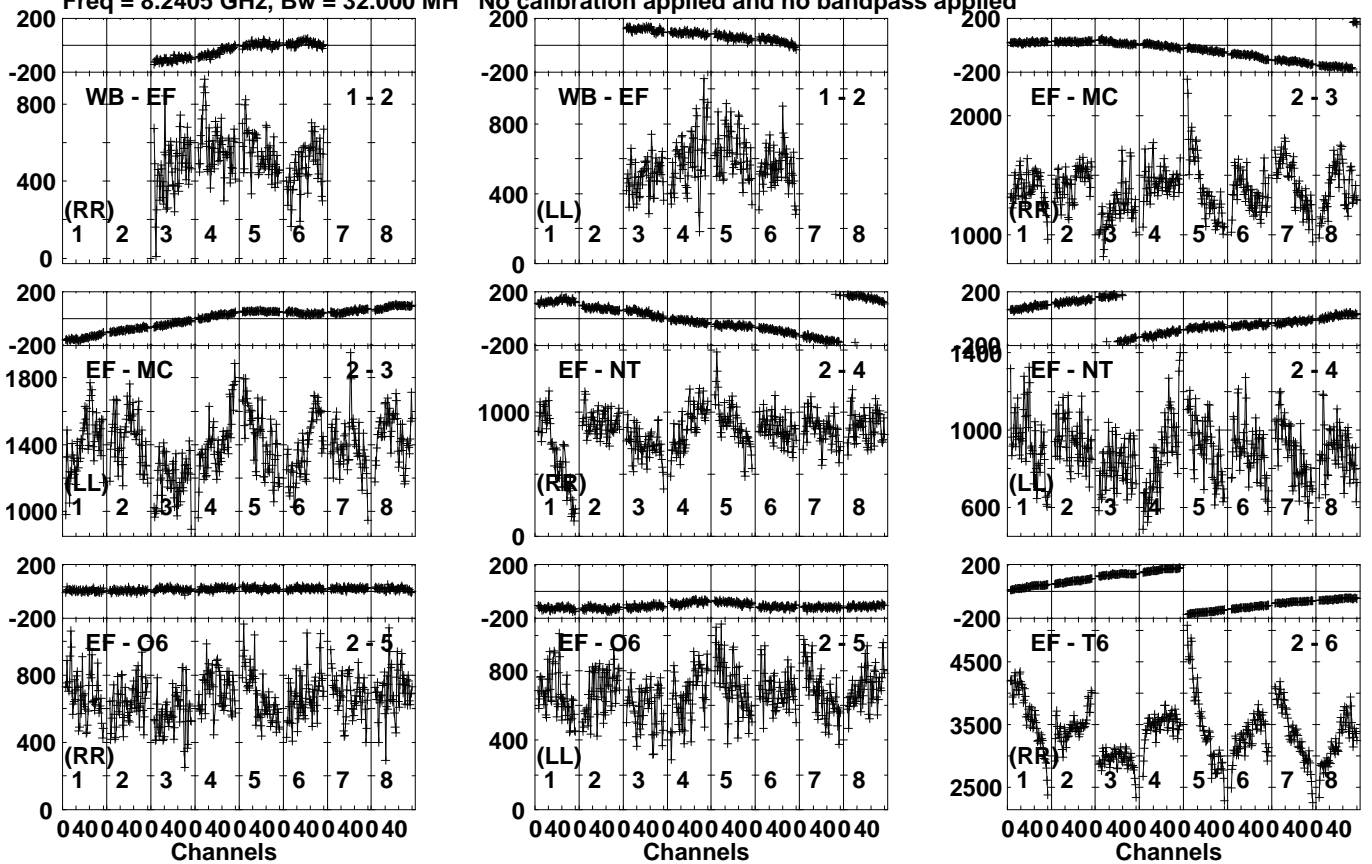 Freq = 8.2405 GHz, Bw = 32.000 MH No calibration applied and no bandpass applied
200
-200
WB - EF 1 - 2
800
400
0
(RR)
1 2 3 4 5 6 7 8
200
-200
WB - EF 1 - 2
800
400
0
(LL)
1 2 3 4 5 6 7 8
200
-200
EF - MC 2 - 3
2000
1000
(RR)
1 2 3 4 5 6 7 8
200
-200
EF - MC 2 - 3
1800
1400
1000
(LL)
1 2 3 4 5 6 7 8
200
-200
EF - NT 2 - 4
1000
0
(RR)
1 2 3 4 5 6 7 8
200
-200
1400
EF - NT 2 - 4
1000
600
(LL)
1 2 3 4 5 6 7 8
200
-200
EF - O6 2 - 5
800
400
0
(RR)
1 2 3 4 5 6 7 8
0 40 0 40 0 40 0 40 0 40 0 40 0 40 0 40
Channels
200
-200
EF - O6 2 - 5
800
400
0
(LL)
1 2 3 4 5 6 7 8
0 40 0 40 0 40 0 40 0 40 0 40 0 40 0 40
Channels
200
-200
EF - T6 2 - 6
4500
3500
2500
(RR)
1 2 3 4 5 6 7 8
0 40 0 40 0 40 0 40 0 40 0 40 0 40 0 40
Channels